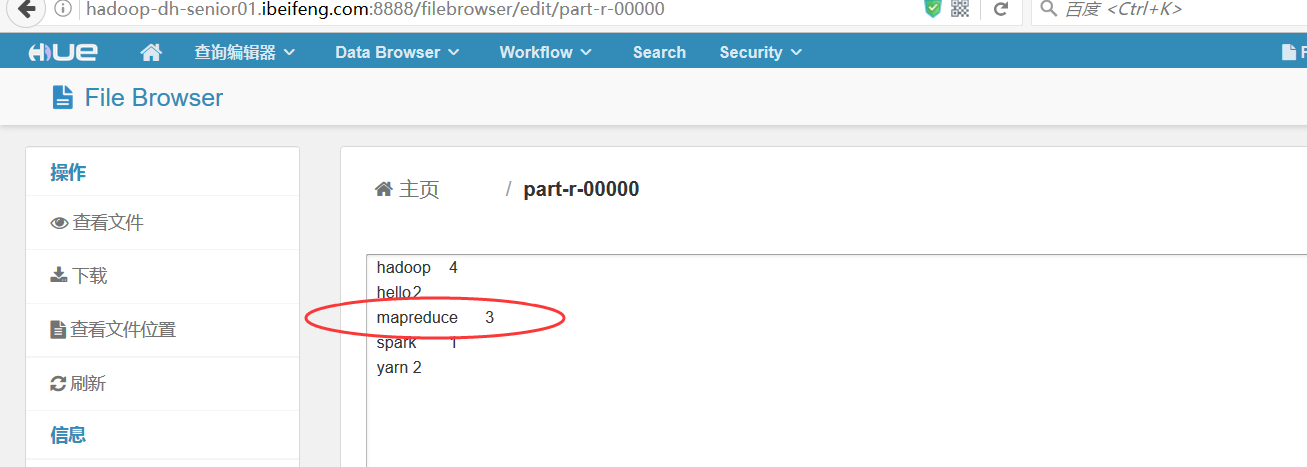 hadoop-dh-senior01.ibeifeng.com:8888/filebrowser/edit/part-r-00000
百度 <Ctrl+K>
HUE 查询编辑器 Data Browser Workflow Search Security
File Browser
操作
查看文件
下载
查看文件位置
刷新
信息
主页 / part-r-00000
hadoop 4
hello 2
mapreduce 3
spark 1
yarn 2